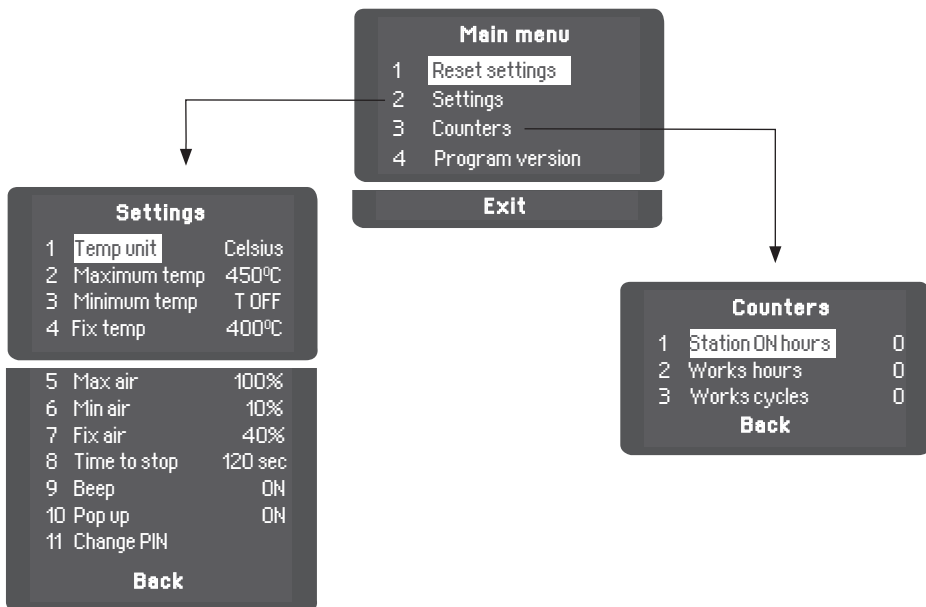 Main menu
1 Reset settings
2 Settings
3 Counters
4 Program version
Exit
Settings
1 Temp unit Celsius
2 Maximum temp 450ºC
3 Minimum temp T OFF
4 Fix temp 400ºC
5 Max air 100%
6 Min air 10%
7 Fix air 40%
8 Time to stop 120 sec
9 Beep ON
10 Pop up ON
11 Change PIN
Back
Counters
1 Station ON hours 0
2 Works hours 0
3 Works cycles 0
Back